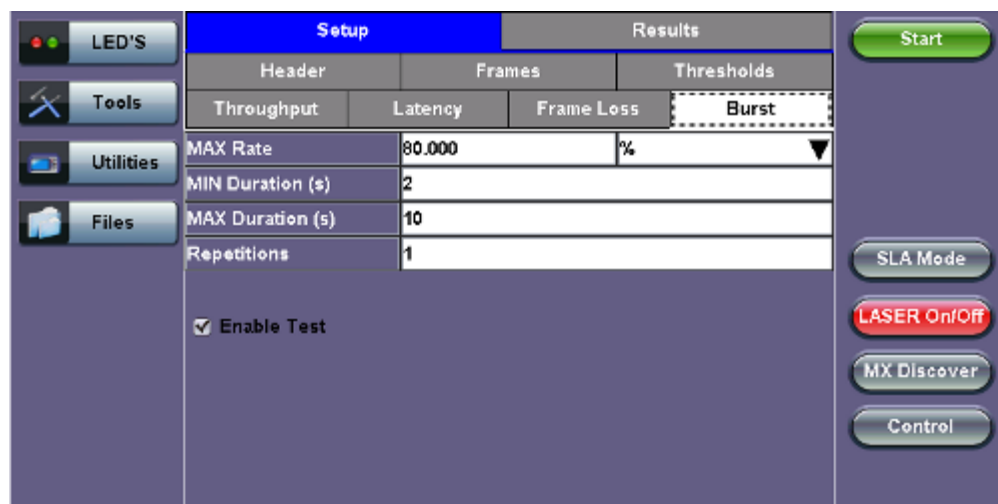 LED'S
Tools
Utilities
Files
Setup Results
Header Frames Thresholds
Throughput Latency Frame Loss Burst
MAX Rate 80.000 %
MIN Duration (s) 2
MAX Duration (s) 10
Repetitions 1
Enable Test
Start
SLA Mode
LASER On/Off
MX Discover
Control